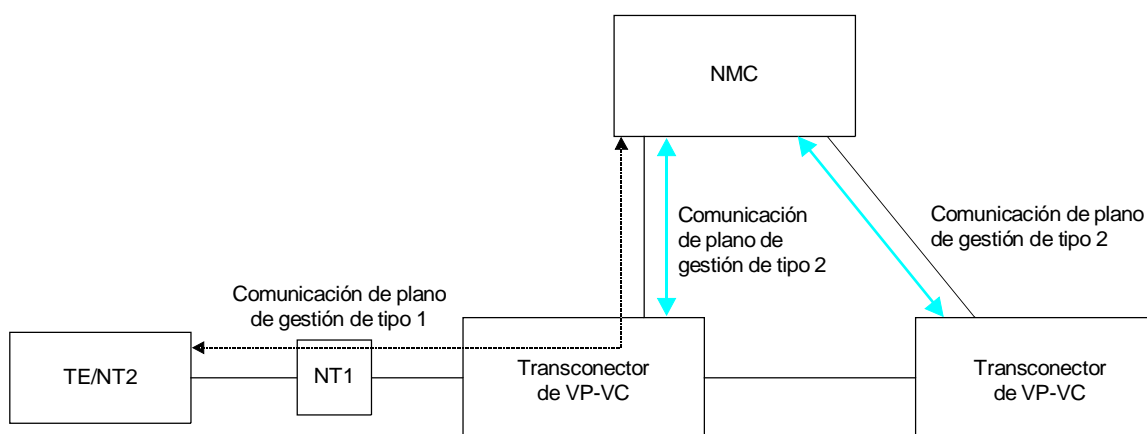 NMC
Comunicación
de plano de
gestión de tipo 2
Comunicación de plano
de gestión de tipo 2
Comunicación de plano
de gestión de tipo 1
TE/NT2
NT1
Transconector
de VP-VC
Transconector
de VP-VC